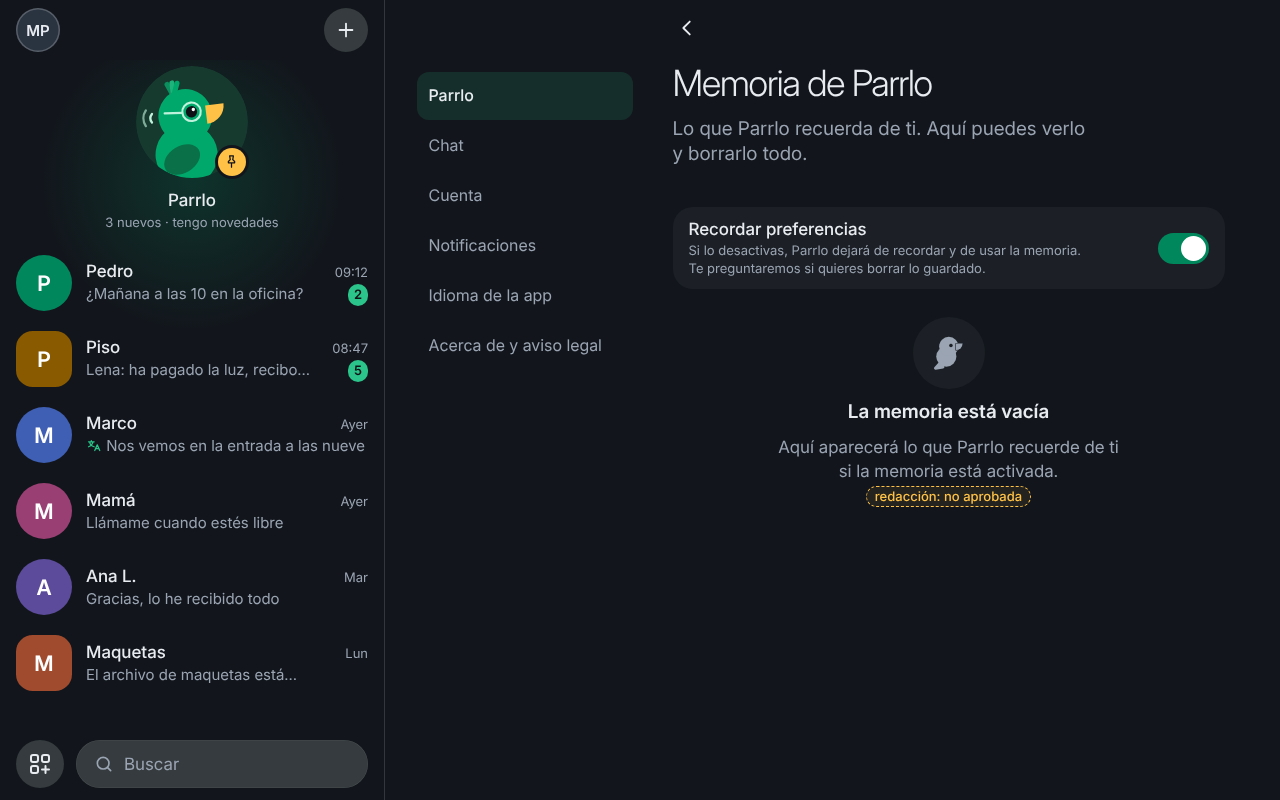 MP
Parrlo
3 nuevos · tengo novedades
Pedro
09:12
¿Mañana a las 10 en la oficina?
2
P
Piso
08:47
Lena: ha pagado la luz, recibo...
5
P
Marco
Ayer
Nos vemos en la entrada a las nueve
M
Mamá
Ayer
Llámame cuando estés libre
M
Ana L.
Mar
Gracias, lo he recibido todo
A
Maquetas
Lun
El archivo de maquetas está...
M
Buscar
Parrlo
Chat
Cuenta
Notificaciones
Idioma de la app
Acerca de y aviso legal
Memoria de Parrlo
Lo que Parrlo recuerda de ti. Aquí puedes verlo
y borrarlo todo.
Recordar preferencias
Si lo desactivas, Parrlo dejará de recordar y de usar la memoria.
Te preguntaremos si quieres borrar lo guardado.
La memoria está vacía
Aquí aparecerá lo que Parrlo recuerde de ti
si la memoria está activada.
redacción: no aprobada